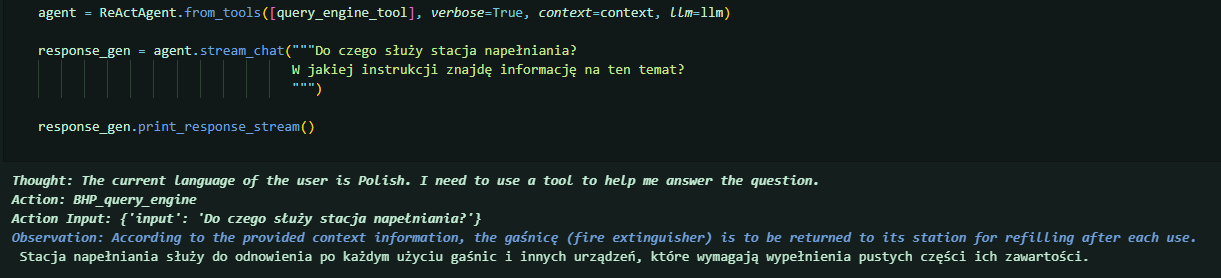 agent = ReActAgent.from_tools([query_engine_tool], verbose=True, context=context, llm=llm)
response_gen = agent.stream_chat("""Do czego służy stacja napełniania?
W jakiej instrukcji znajdę informację na ten temat?
""")
response_gen.print_response_stream()
Thought: The current language of the user is Polish. I need to use a tool to help me answer the question.
Action: BHP_query_engine
Action Input: {'input': 'Do czego służy stacja napełniania?'}
Observation: According to the provided context information, the gaśnicę (fire extinguisher) is to be returned to its station for refilling after each use.
Stacja napełniania służy do odnowienia po każdym użyciu gaśnic i innych urządzeń, które wymagają wypełnienia pustych części ich zawartości.